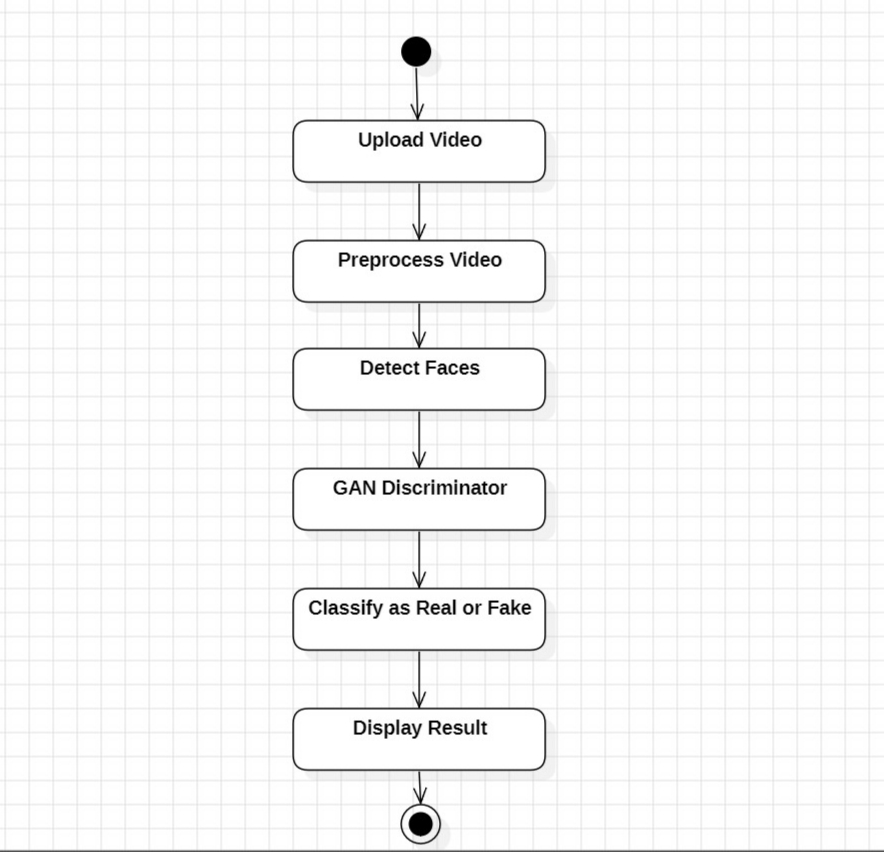 Upload Video
Preprocess Video
Detect Faces
GAN Discriminator
Classify as Real or Fake
Display Result